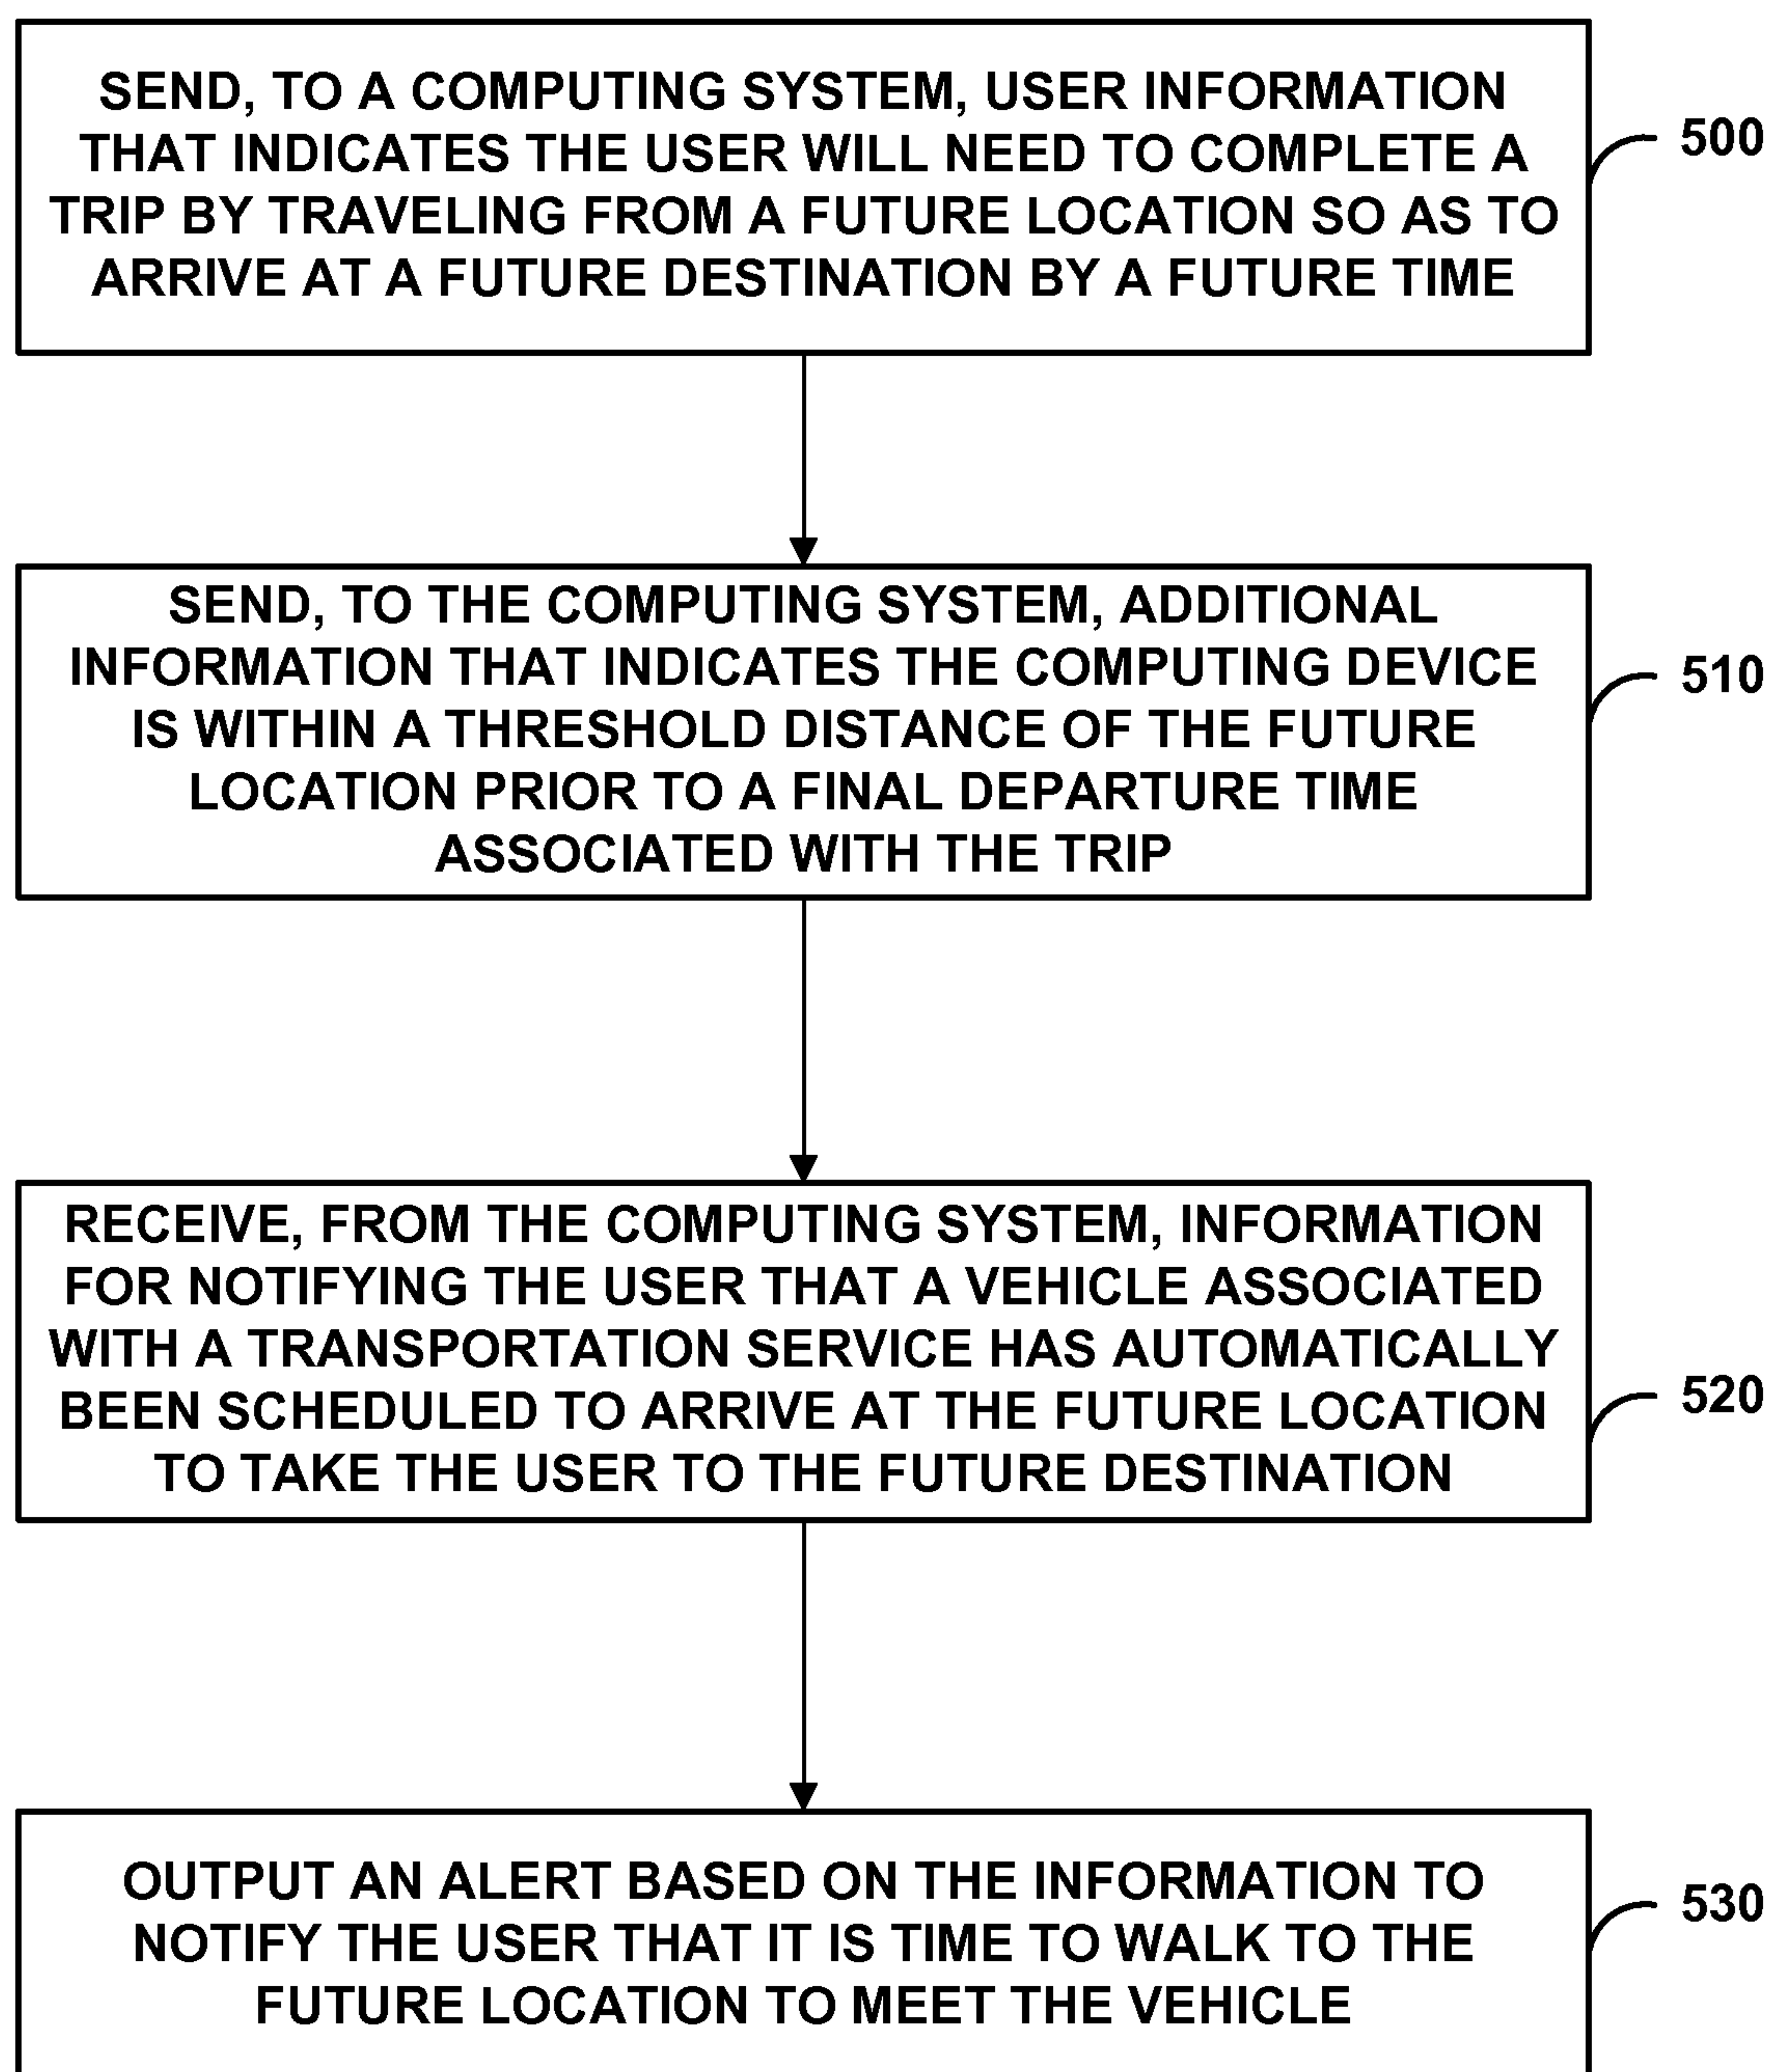 SEND, TO A COMPUTING SYSTEM, USER INFORMATION
THAT INDICATES THE USER WILL NEED TO COMPLETE A
TRIP BY TRAVELING FROM A FUTURE LOCATION SO AS TO
ARRIVE AT A FUTURE DESTINATION BY A FUTURE TIME
500
SEND, TO THE COMPUTING SYSTEM, ADDITIONAL
INFORMATION THAT INDICATES THE COMPUTING DEVICE
IS WITHIN A THRESHOLD DISTANCE OF THE FUTURE
LOCATION PRIOR TO A FINAL DEPARTURE TIME
ASSOCIATED WITH THE TRIP
510
RECEIVE, FROM THE COMPUTING SYSTEM, INFORMATION
FOR NOTIFYING THE USER THAT A VEHICLE ASSOCIATED
WITH A TRANSPORTATION SERVICE HAS AUTOMATICALLY
BEEN SCHEDULED TO ARRIVE AT THE FUTURE LOCATION
TO TAKE THE USER TO THE FUTURE DESTINATION
520
OUTPUT AN ALERT BASED ON THE INFORMATION TO
NOTIFY THE USER THAT IT IS TIME TO WALK TO THE
FUTURE LOCATION TO MEET THE VEHICLE
530